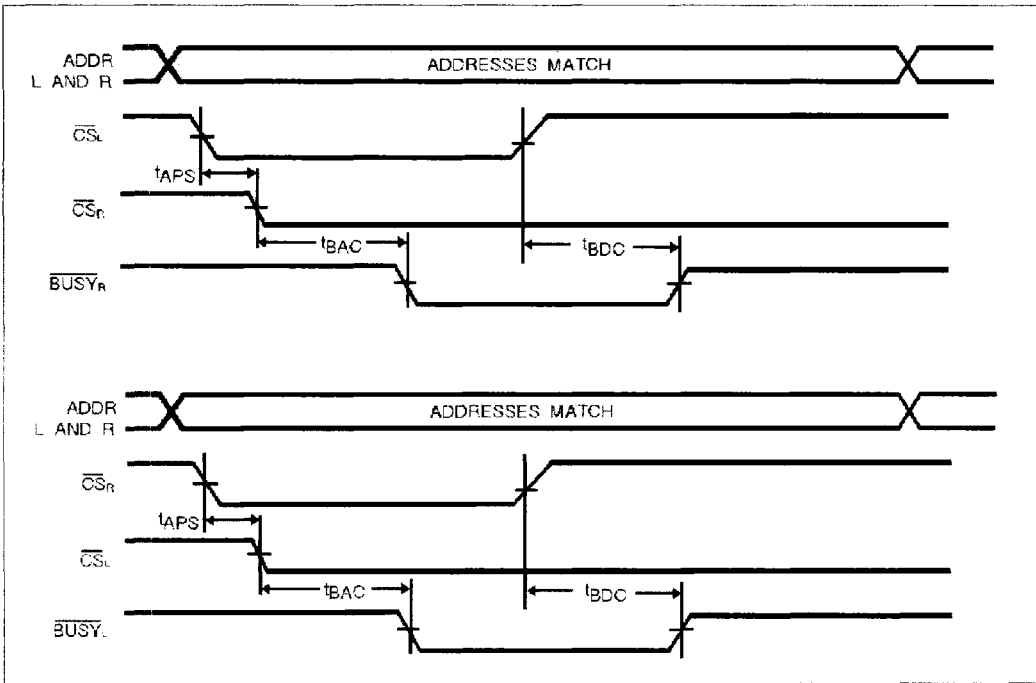 ADDR
L AND R
ADDRESSES MATCH
CS̅L
tAPS
CS̅R
tBAC
tBDC
BUSY̅R
ADDR
L AND R
ADDRESSES MATCH
CS̅R
tAPS
CS̅L
tBAC
tBDC
BUSY̅L